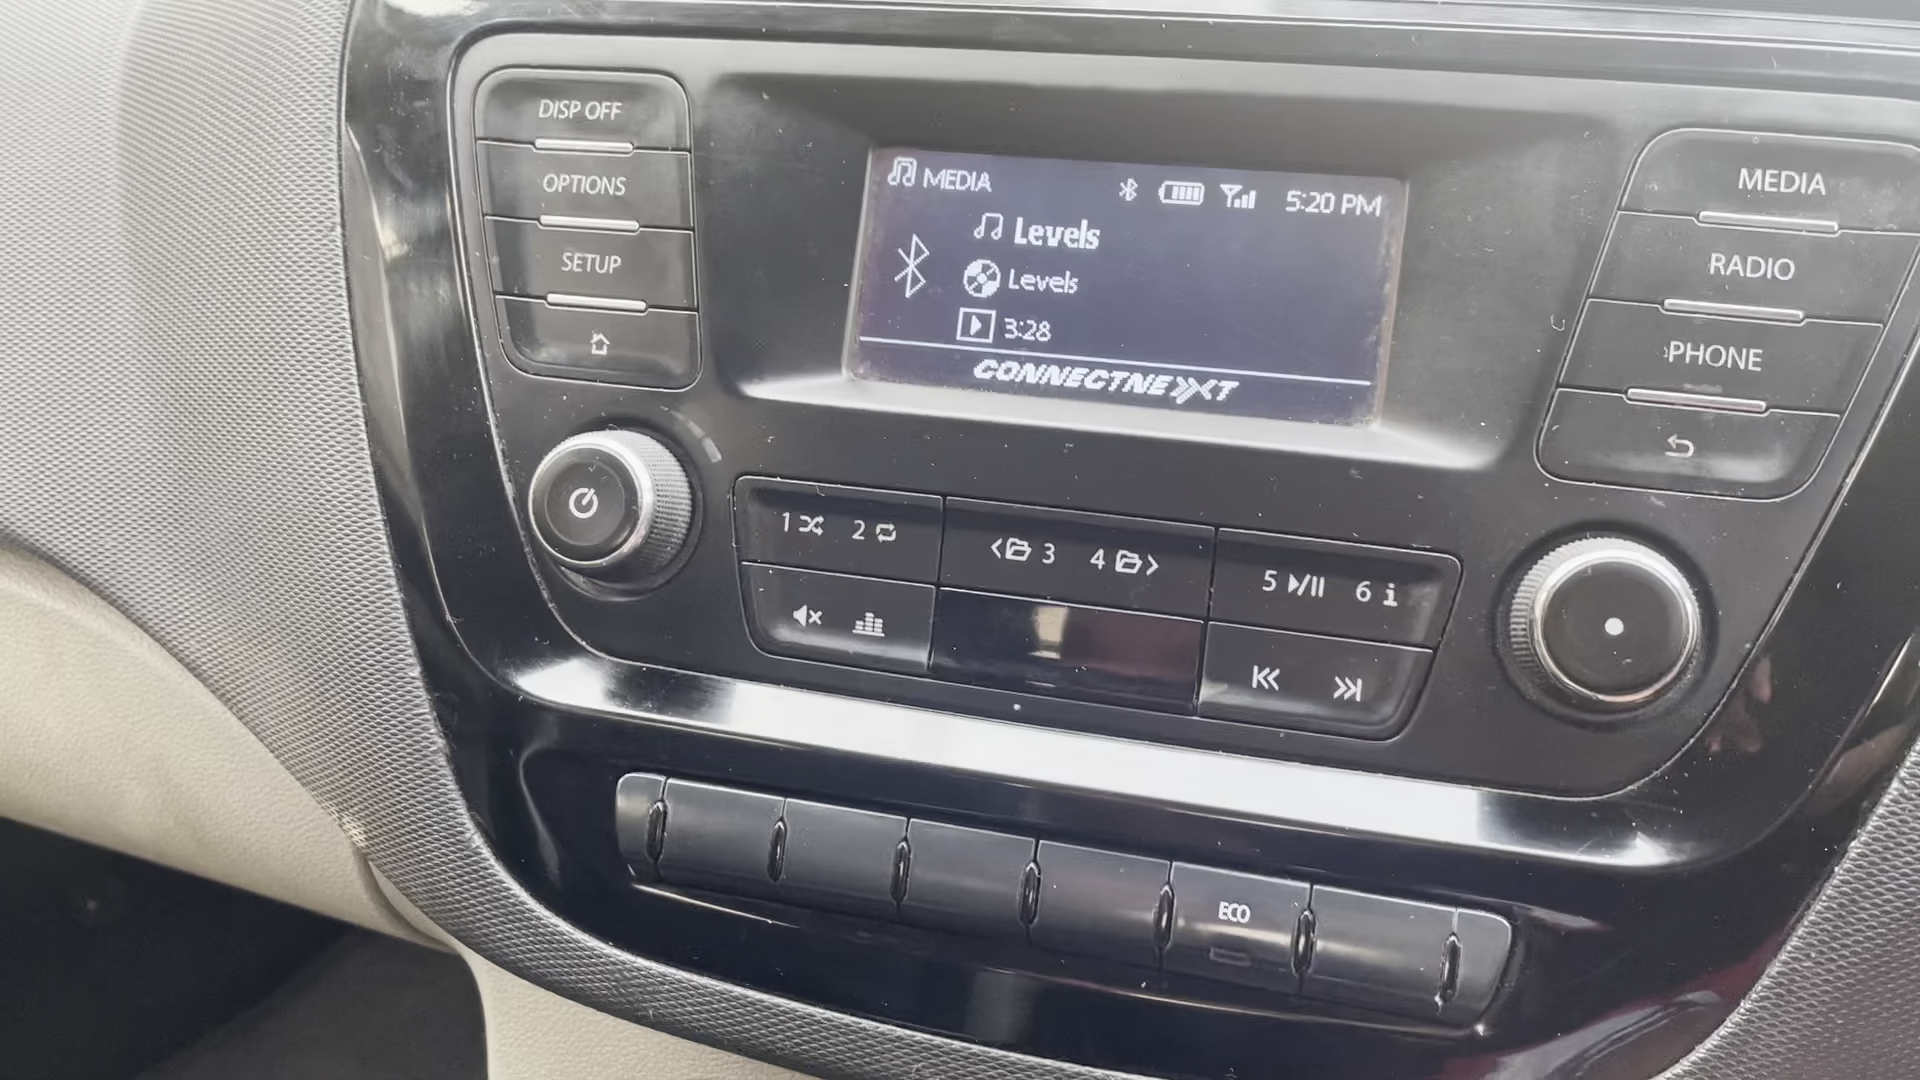 DISP OFF
OPTIONS
SETUP
MEDIA 5:20 PM
Levels
Levels
3:28
CONNECTNEXT
MEDIA
RADIO
PHONE
1 2
3 4
5 6 i
ECO